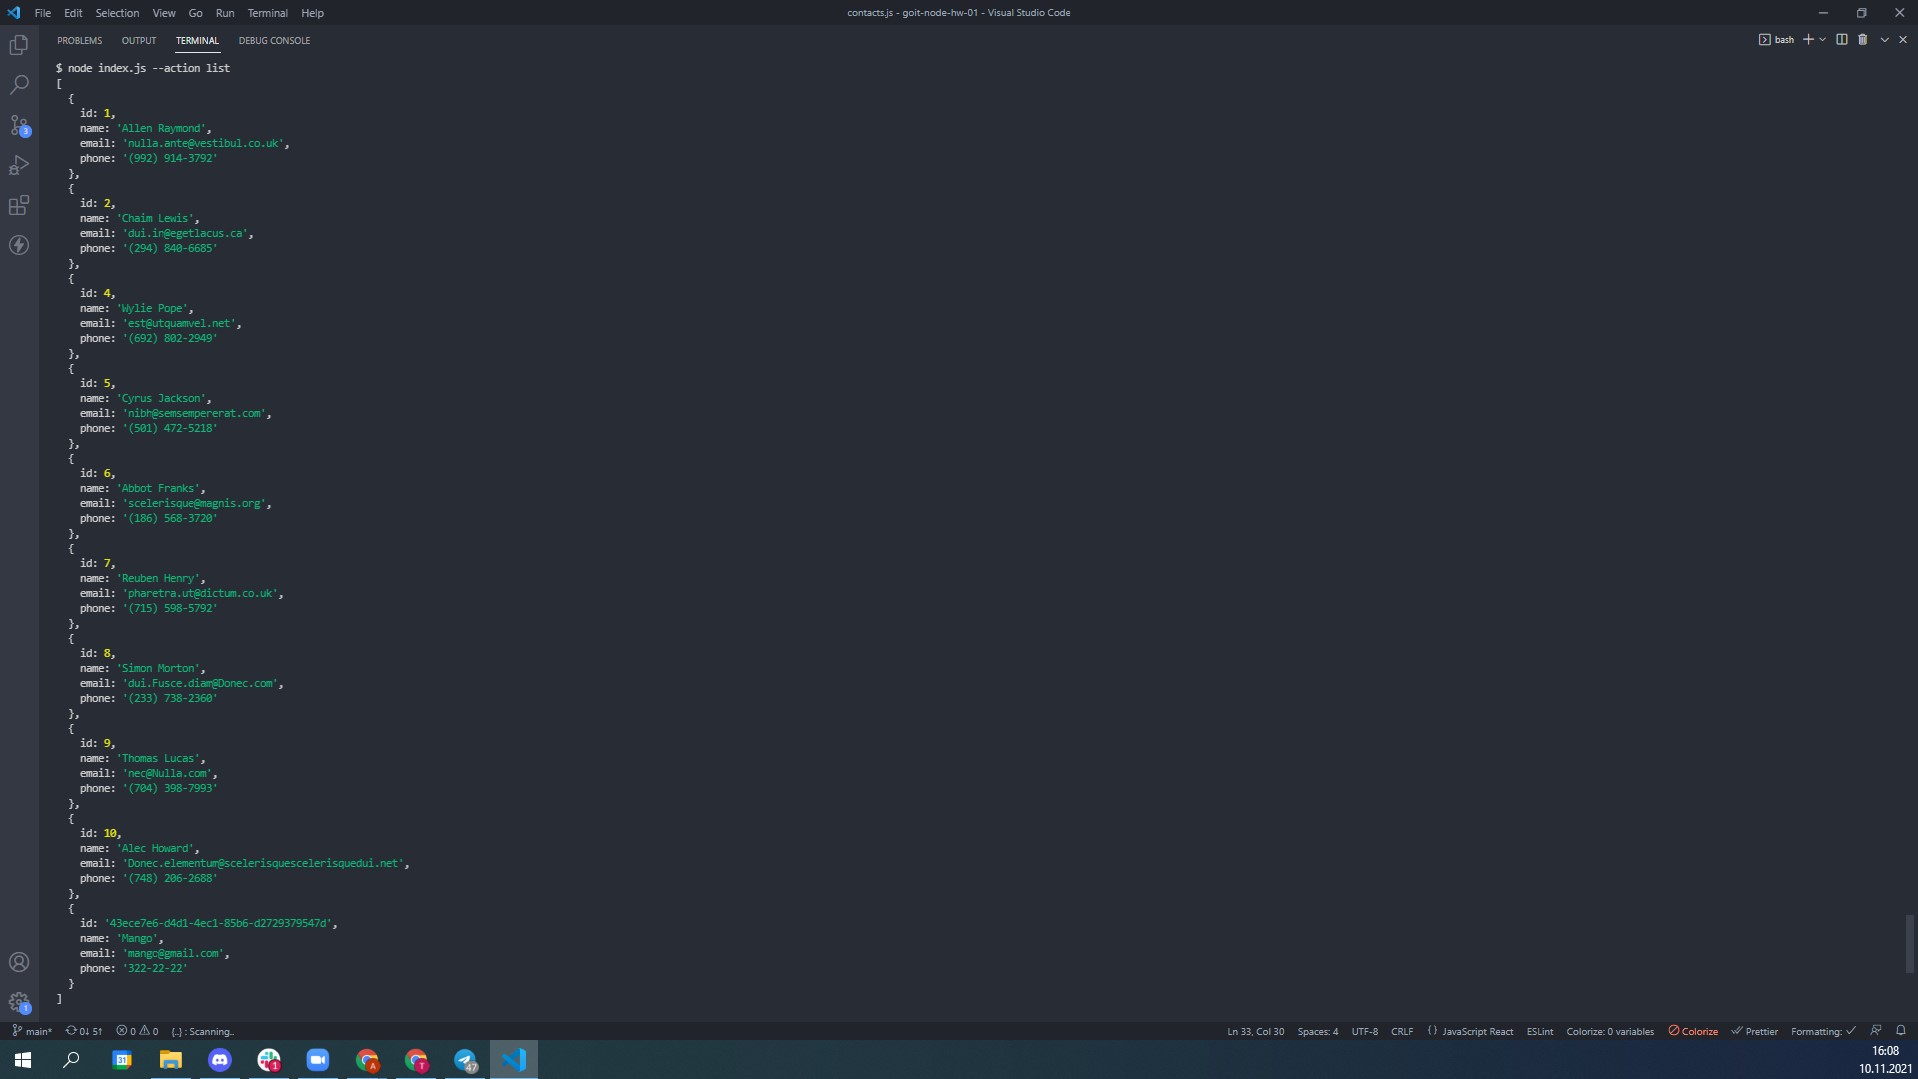 File Edit Selection View Go Run Terminal Help
contacts.js - goit-node-hw-01 - Visual Studio Code
PROBLEMS OUTPUT TERMINAL DEBUG CONSOLE
bash
$ node index.js --action list
[
{
id: 1,
name: 'Allen Raymond',
email: 'nulla.ante@vestibul.co.uk',
phone: '(992) 914-3792'
},
{
id: 2,
name: 'Chaim Lewis',
email: 'dui.in@egetlacus.ca',
phone: '(294) 840-6685'
},
{
id: 4,
name: 'Wylie Pope',
email: 'est@utquamvel.net',
phone: '(692) 802-2949'
},
{
id: 5,
name: 'Cyrus Jackson',
email: 'nibh@semsempererat.com',
phone: '(501) 472-5218'
},
{
id: 6,
name: 'Abbot Franks',
email: 'scelerisque@magnis.org',
phone: '(186) 568-3720'
},
{
id: 7,
name: 'Reuben Henry',
email: 'pharetra.ut@dictum.co.uk',
phone: '(715) 598-5792'
},
{
id: 8,
name: 'Simon Morton',
email: 'dui.Fusce.diam@Donec.com',
phone: '(233) 738-2360'
},
{
id: 9,
name: 'Thomas Lucas',
email: 'nec@Nulla.com',
phone: '(704) 398-7993'
},
{
id: 10,
name: 'Alec Howard',
email: 'Donec.elementum@scelerisquescelerisquedui.net',
phone: '(748) 206-2688'
},
{
id: '43ece7e6-d4d1-4ec1-85b6-d2729379547d',
name: 'Mango',
email: 'mango@gmail.com',
phone: '322-22-22'
}
]
3
1
main* 0↓ 5↑ 0 0 {..} : Scanning..
Ln 33, Col 30 Spaces: 4 UTF-8 CRLF {} JavaScript React ESLint Colorize: 0 variables Colorize Prettier Formatting: ✓
31 1 A T 47
16:08
10.11.2021